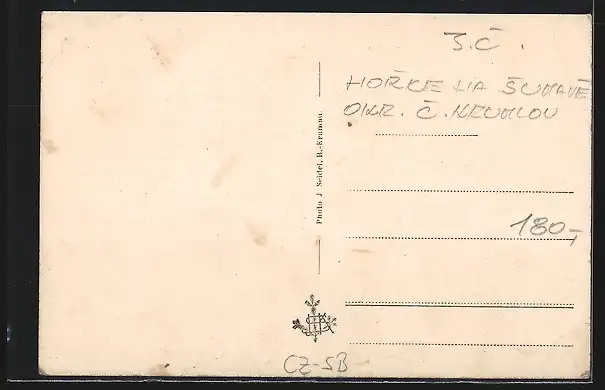 J.Č.
HOŘICE NA ŠUMAVĚ
OKR. Č. KRUMLOV
180,-
Photo J Seidel, B.-Krumau.
CZ-SB